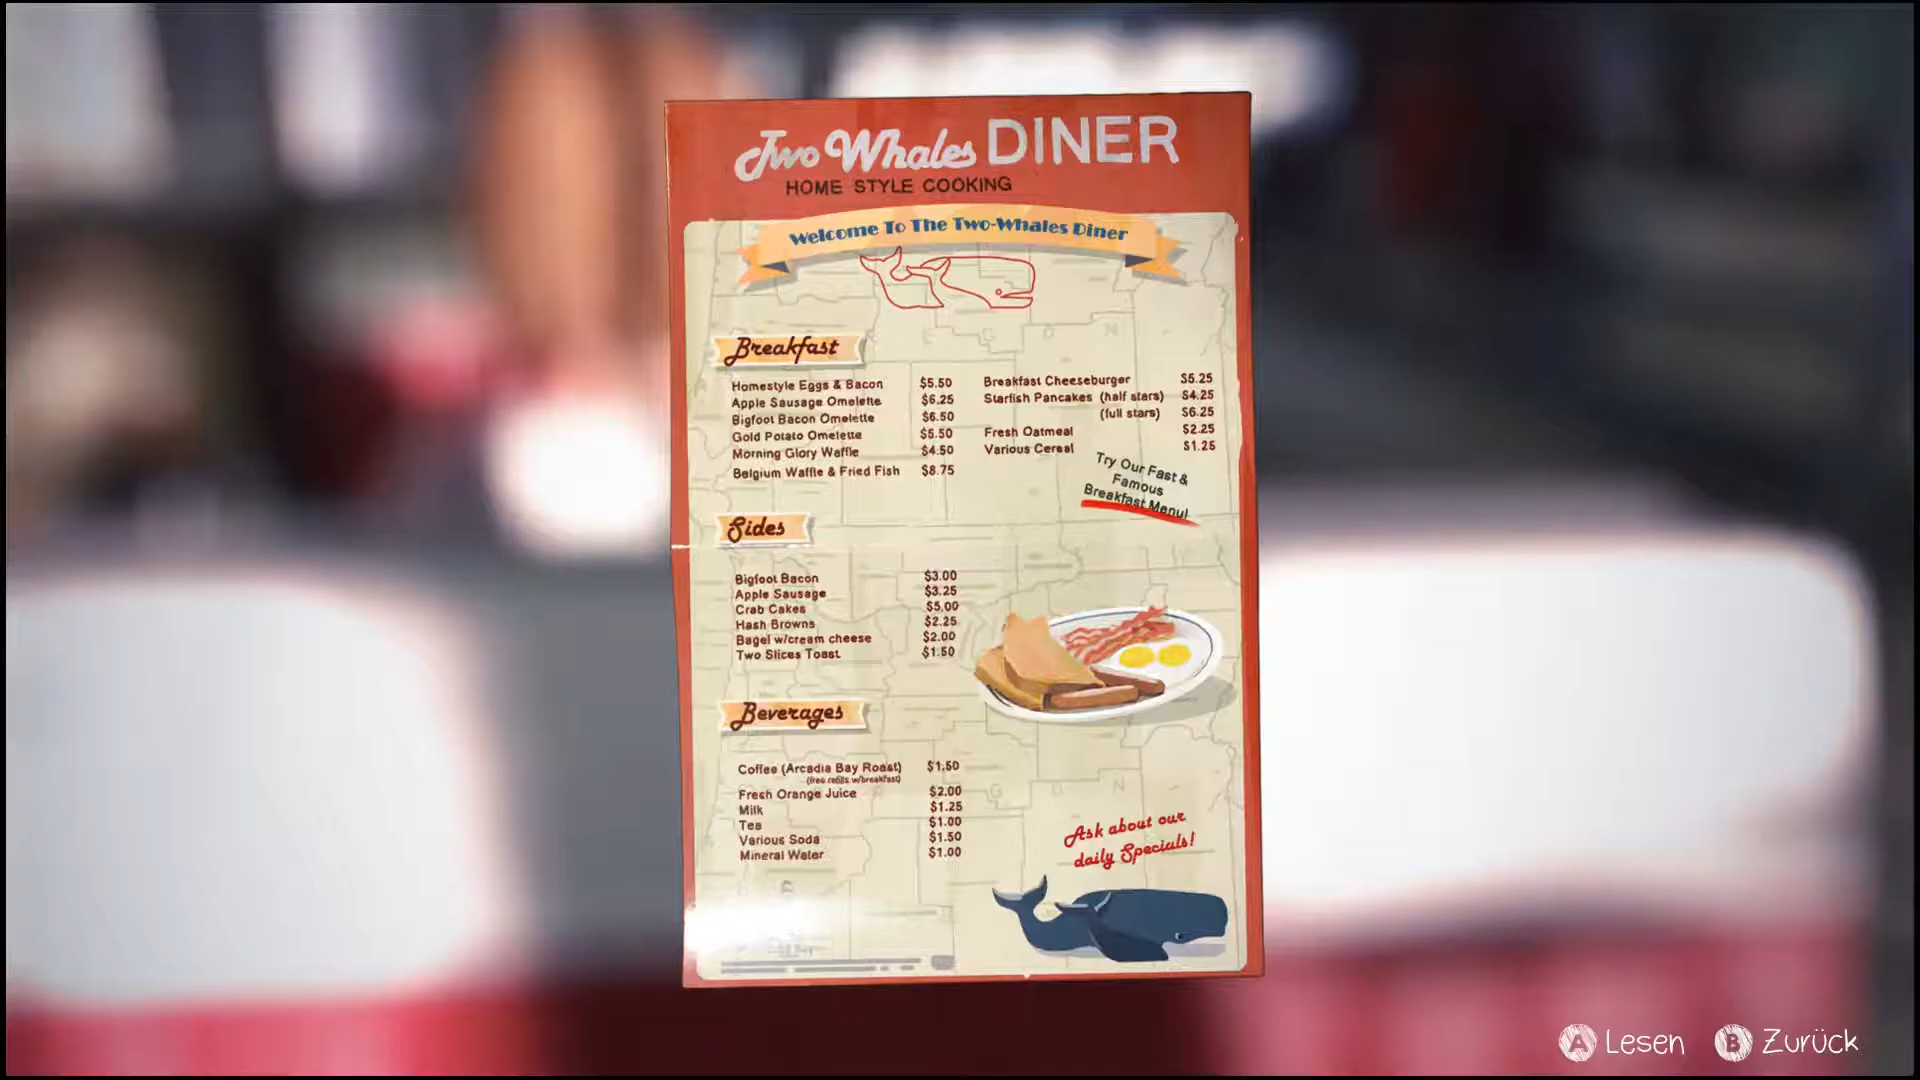 Two Whales DINER
HOME STYLE COOKING
Welcome To The Two-Whales Diner
Breakfast
Homestyle Eggs & Bacon $5.50
Apple Sausage Omelette $6.25
Bigfoot Bacon Omelette $6.50
Gold Potato Omelette $5.50
Morning Glory Waffle $4.50
Belgium Waffle & Fried Fish $8.75
Breakfast Cheeseburger $5.25
Starfish Pancakes (half stars) $4.25
(full stars) $6.25
Fresh Oatmeal $2.25
Various Cereal $1.25
Try Our Fast &
Famous
Breakfast Menu!
Sides
Bigfoot Bacon $3.00
Apple Sausage $3.25
Crab Cakes $5.00
Hash Browns $2.25
Bagel w/cream cheese $2.00
Two Slices Toast $1.50
Beverages
Coffee (Arcadia Bay Roast) $1.50
(free refills w/breakfast)
Fresh Orange Juice $2.00
Milk $1.25
Tea $1.00
Various Soda $1.50
Mineral Water $1.00
Ask about our
daily Specials!
A Lesen B Zurück